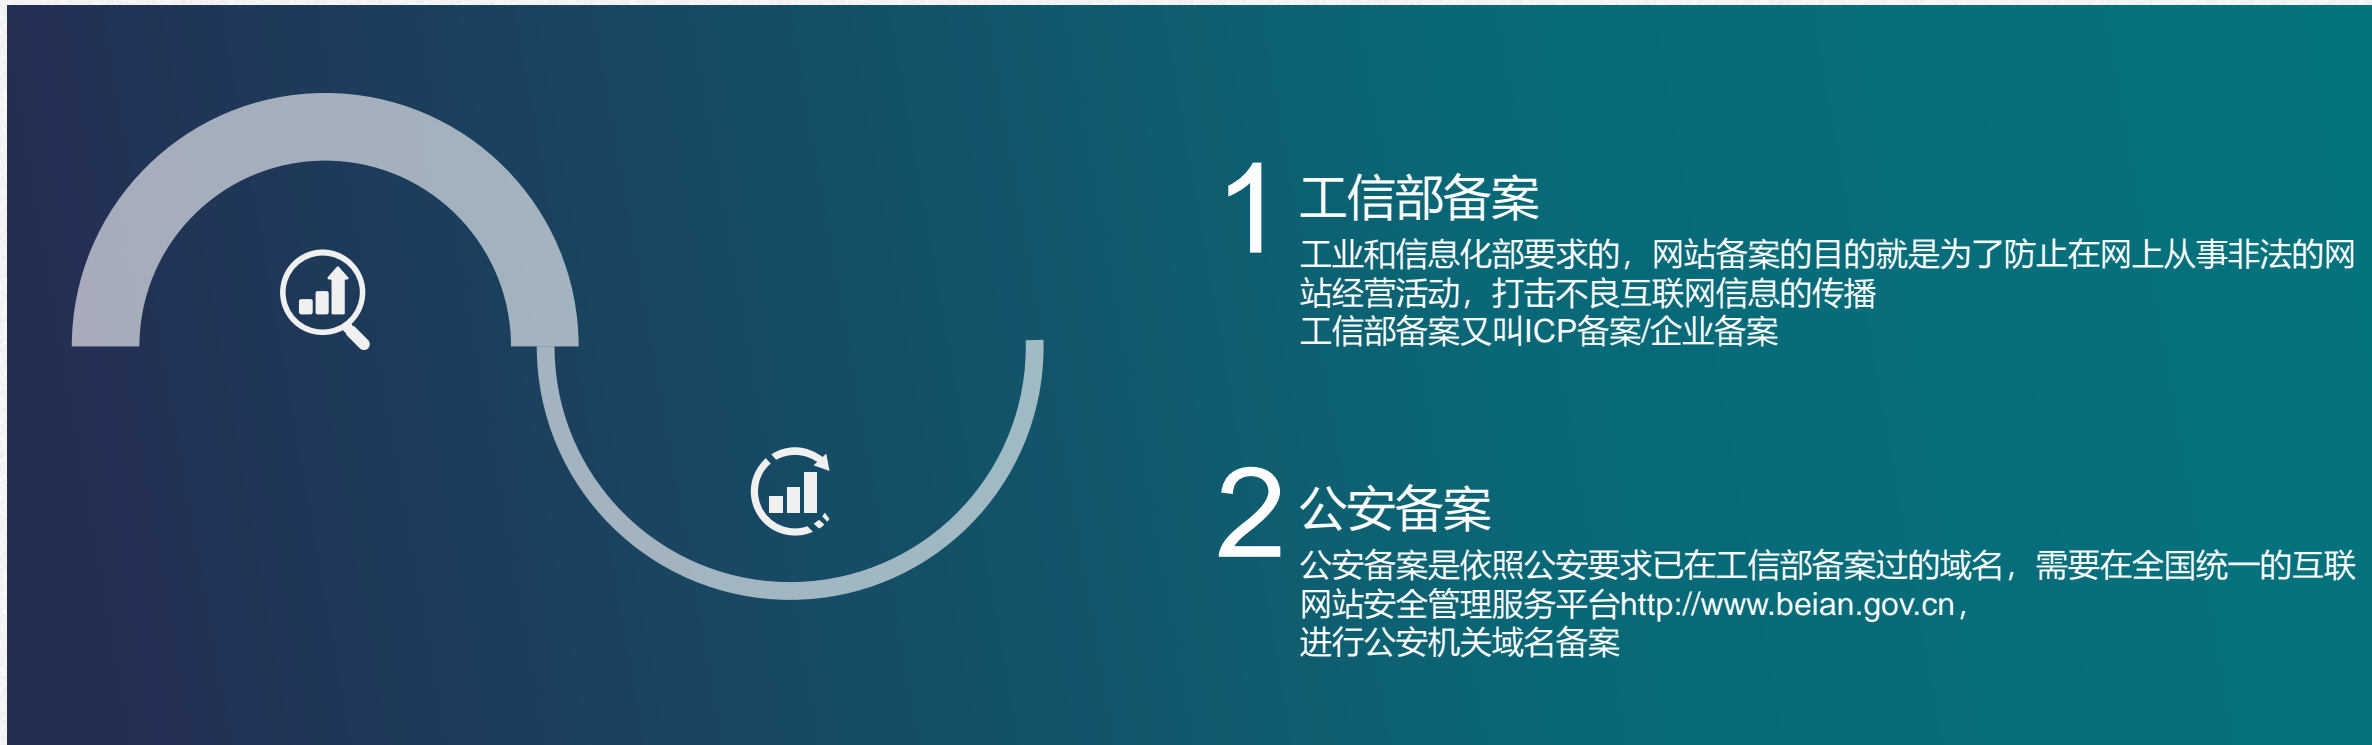 1 工信部备案
工业和信息化部要求的，网站备案的目的就是为了防止在网上从事非法的网
站经营活动，打击不良互联网信息的传播
工信部备案又叫ICP备案/企业备案
2 公安备案
公安备案是依照公安要求已在工信部备案过的域名，需要在全国统一的互联
网站安全管理服务平台http://www.beian.gov.cn，
进行公安机关域名备案